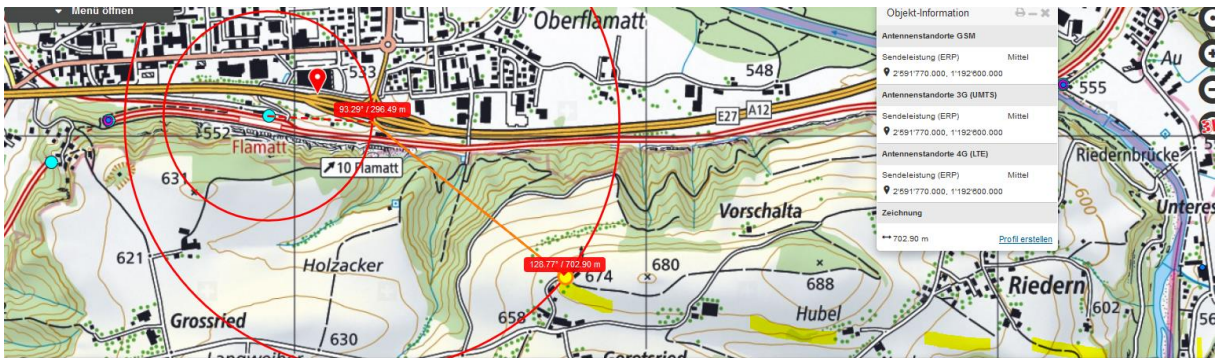 Menü öffnen
Oberflamatt
533
548
93.29° / 296.49 m
E27
A12
552
Flamatt
10 Flamatt
631
621
Holzacker
Vorschalta
128.77° / 702.90 m
674
680
688
Hubel
Grossried
630
658
Geretsried
Objekt-Information
Antennenstandorte GSM
Sendeleistung (ERP) Mittel
2'591'770.000, 1'192'600.000
Antennenstandorte 3G (UMTS)
Sendeleistung (ERP) Mittel
2'591'770.000, 1'192'600.000
Antennenstandorte 4G (LTE)
Sendeleistung (ERP) Mittel
2'591'770.000, 1'192'600.000
Zeichnung
702.90 m Profil erstellen
Au
555
Riedernbrücke
600
Unteres
Riedern
602
56